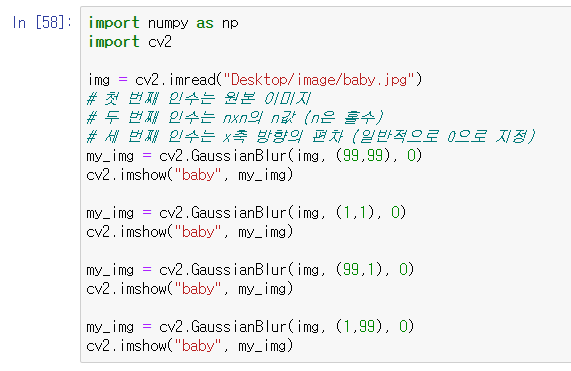 In [58]:
import numpy as np
import cv2
img = cv2.imread("Desktop/image/baby.jpg")
# 첫 번째 인수는 원본 이미지
# 두 번째 인수는 nxn의 n값 (n은 홀수)
# 세 번째 인수는 x축 방향의 편차 (일반적으로 0으로 지정)
my_img = cv2.GaussianBlur(img, (99,99), 0)
cv2.imshow("baby", my_img)
my_img = cv2.GaussianBlur(img, (1,1), 0)
cv2.imshow("baby", my_img)
my_img = cv2.GaussianBlur(img, (99,1), 0)
cv2.imshow("baby", my_img)
my_img = cv2.GaussianBlur(img, (1,99), 0)
cv2.imshow("baby", my_img)